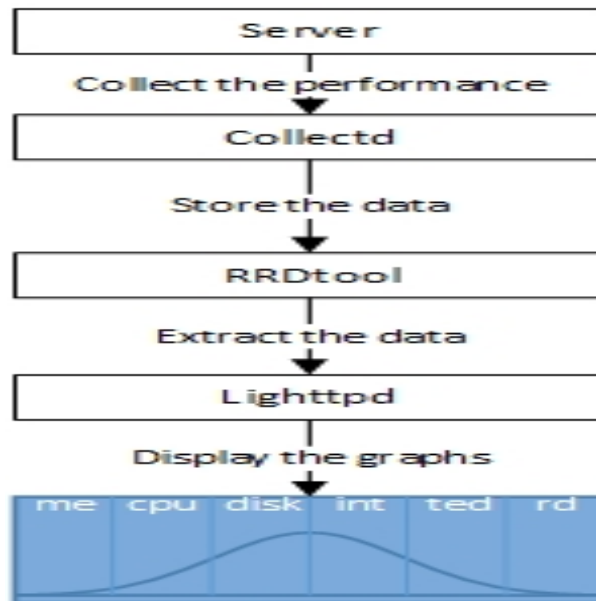 Server
Collect the performance
Collectd
Store the data
RRDtool
Extract the data
Lighttpd
Display the graphs
me cpu disk int ted rd